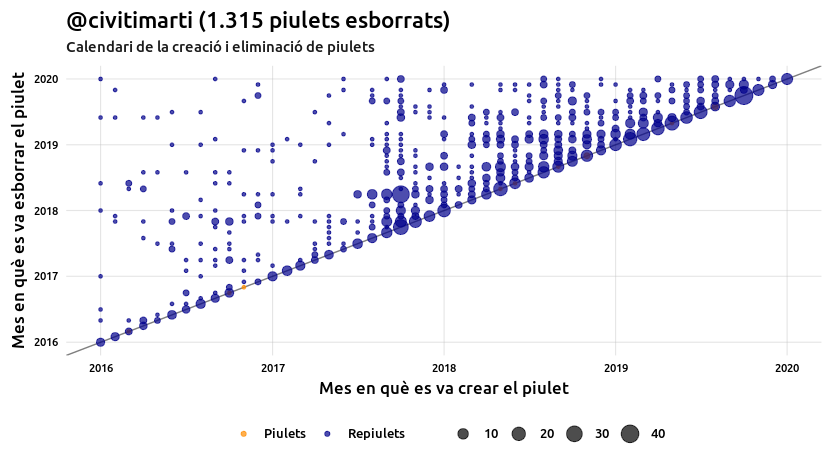 @civitimarti (1.315 piulets esborrats)
Calendari de la creació i eliminació de piulets
Mes en què es va esborrar el piulet
2020
2019
2018
2017
2016
2016 2017 2018 2019 2020
Mes en què es va crear el piulet
Piulets Repiulets 10 20 30 40